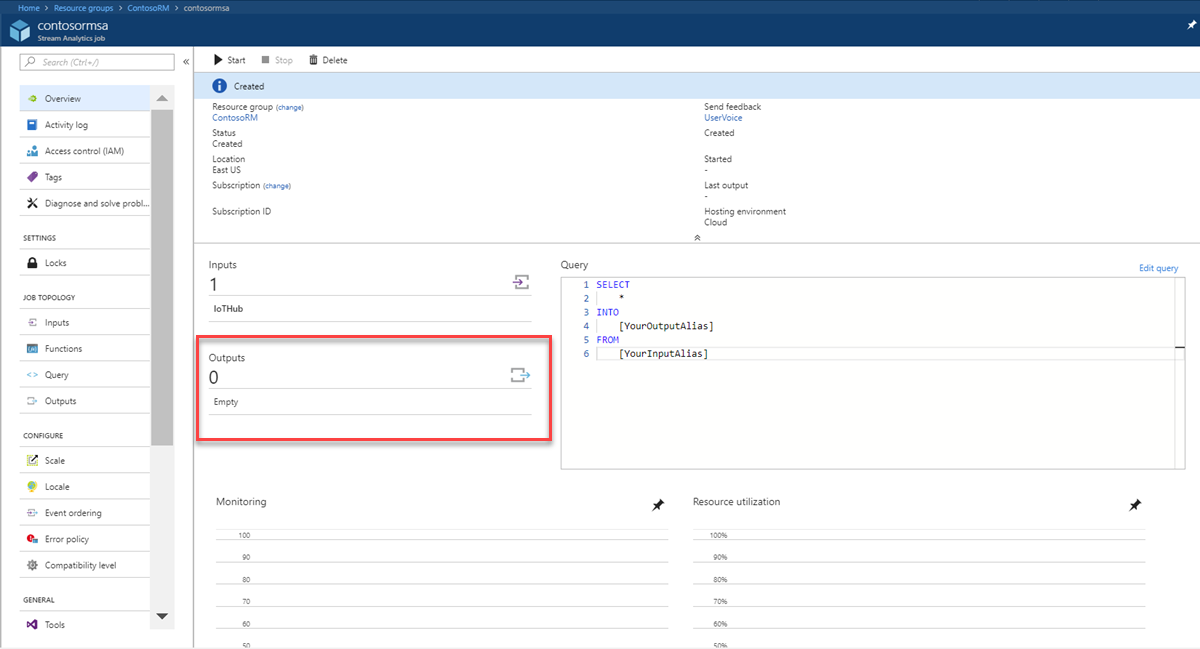 Home > Resource groups > ContosoRM > contosormsa
contosormsa
Stream Analytics job
Search (Ctrl+/)
«
Overview
Activity log
Access control (IAM)
Tags
Diagnose and solve probl...
SETTINGS
Locks
JOB TOPOLOGY
Inputs
Functions
Query
Outputs
CONFIGURE
Scale
Locale
Event ordering
Error policy
Compatibility level
GENERAL
Tools
Start Stop Delete
Created
Resource group (change)
ContosoRM
Status
Created
Location
East US
Subscription (change)
Subscription ID
Send feedback
UserVoice
Created
Started
-
Last output
-
Hosting environment
Cloud
Inputs
1
IoTHub
Outputs
0
Empty
Query
Edit query
1 SELECT
2 *
3 INTO
4 [YourOutputAlias]
5 FROM
6 [YourInputAlias]
Monitoring
100
90
80
70
60
50
Resource utilization
100%
90%
80%
70%
60%
50%